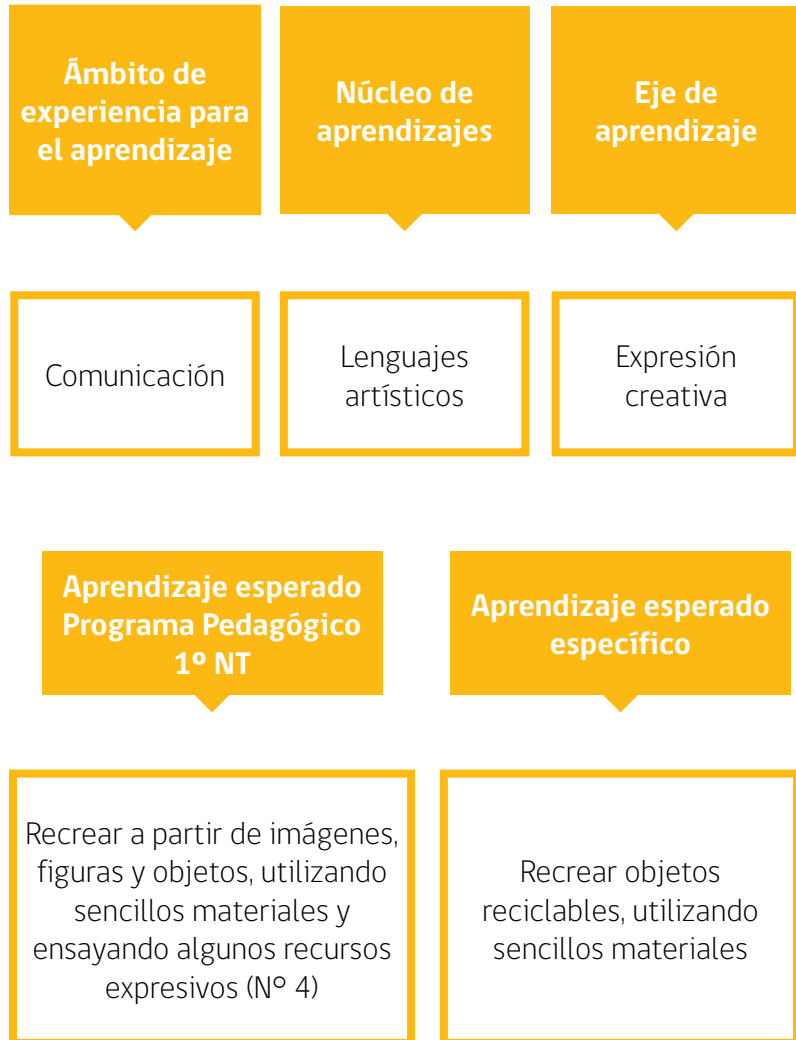 Ámbito de
experiencia para
el aprendizaje
Núcleo de
aprendizajes
Eje de
aprendizaje
Comunicación
Lenguajes
artísticos
Expresión
creativa
Aprendizaje esperado
Programa Pedagógico
1º NT
Aprendizaje esperado
específico
Recrear a partir de imágenes,
figuras y objetos, utilizando
sencillos materiales y
ensayando algunos recursos
expresivos (Nº 4)
Recrear objetos
reciclables, utilizando
sencillos materiales